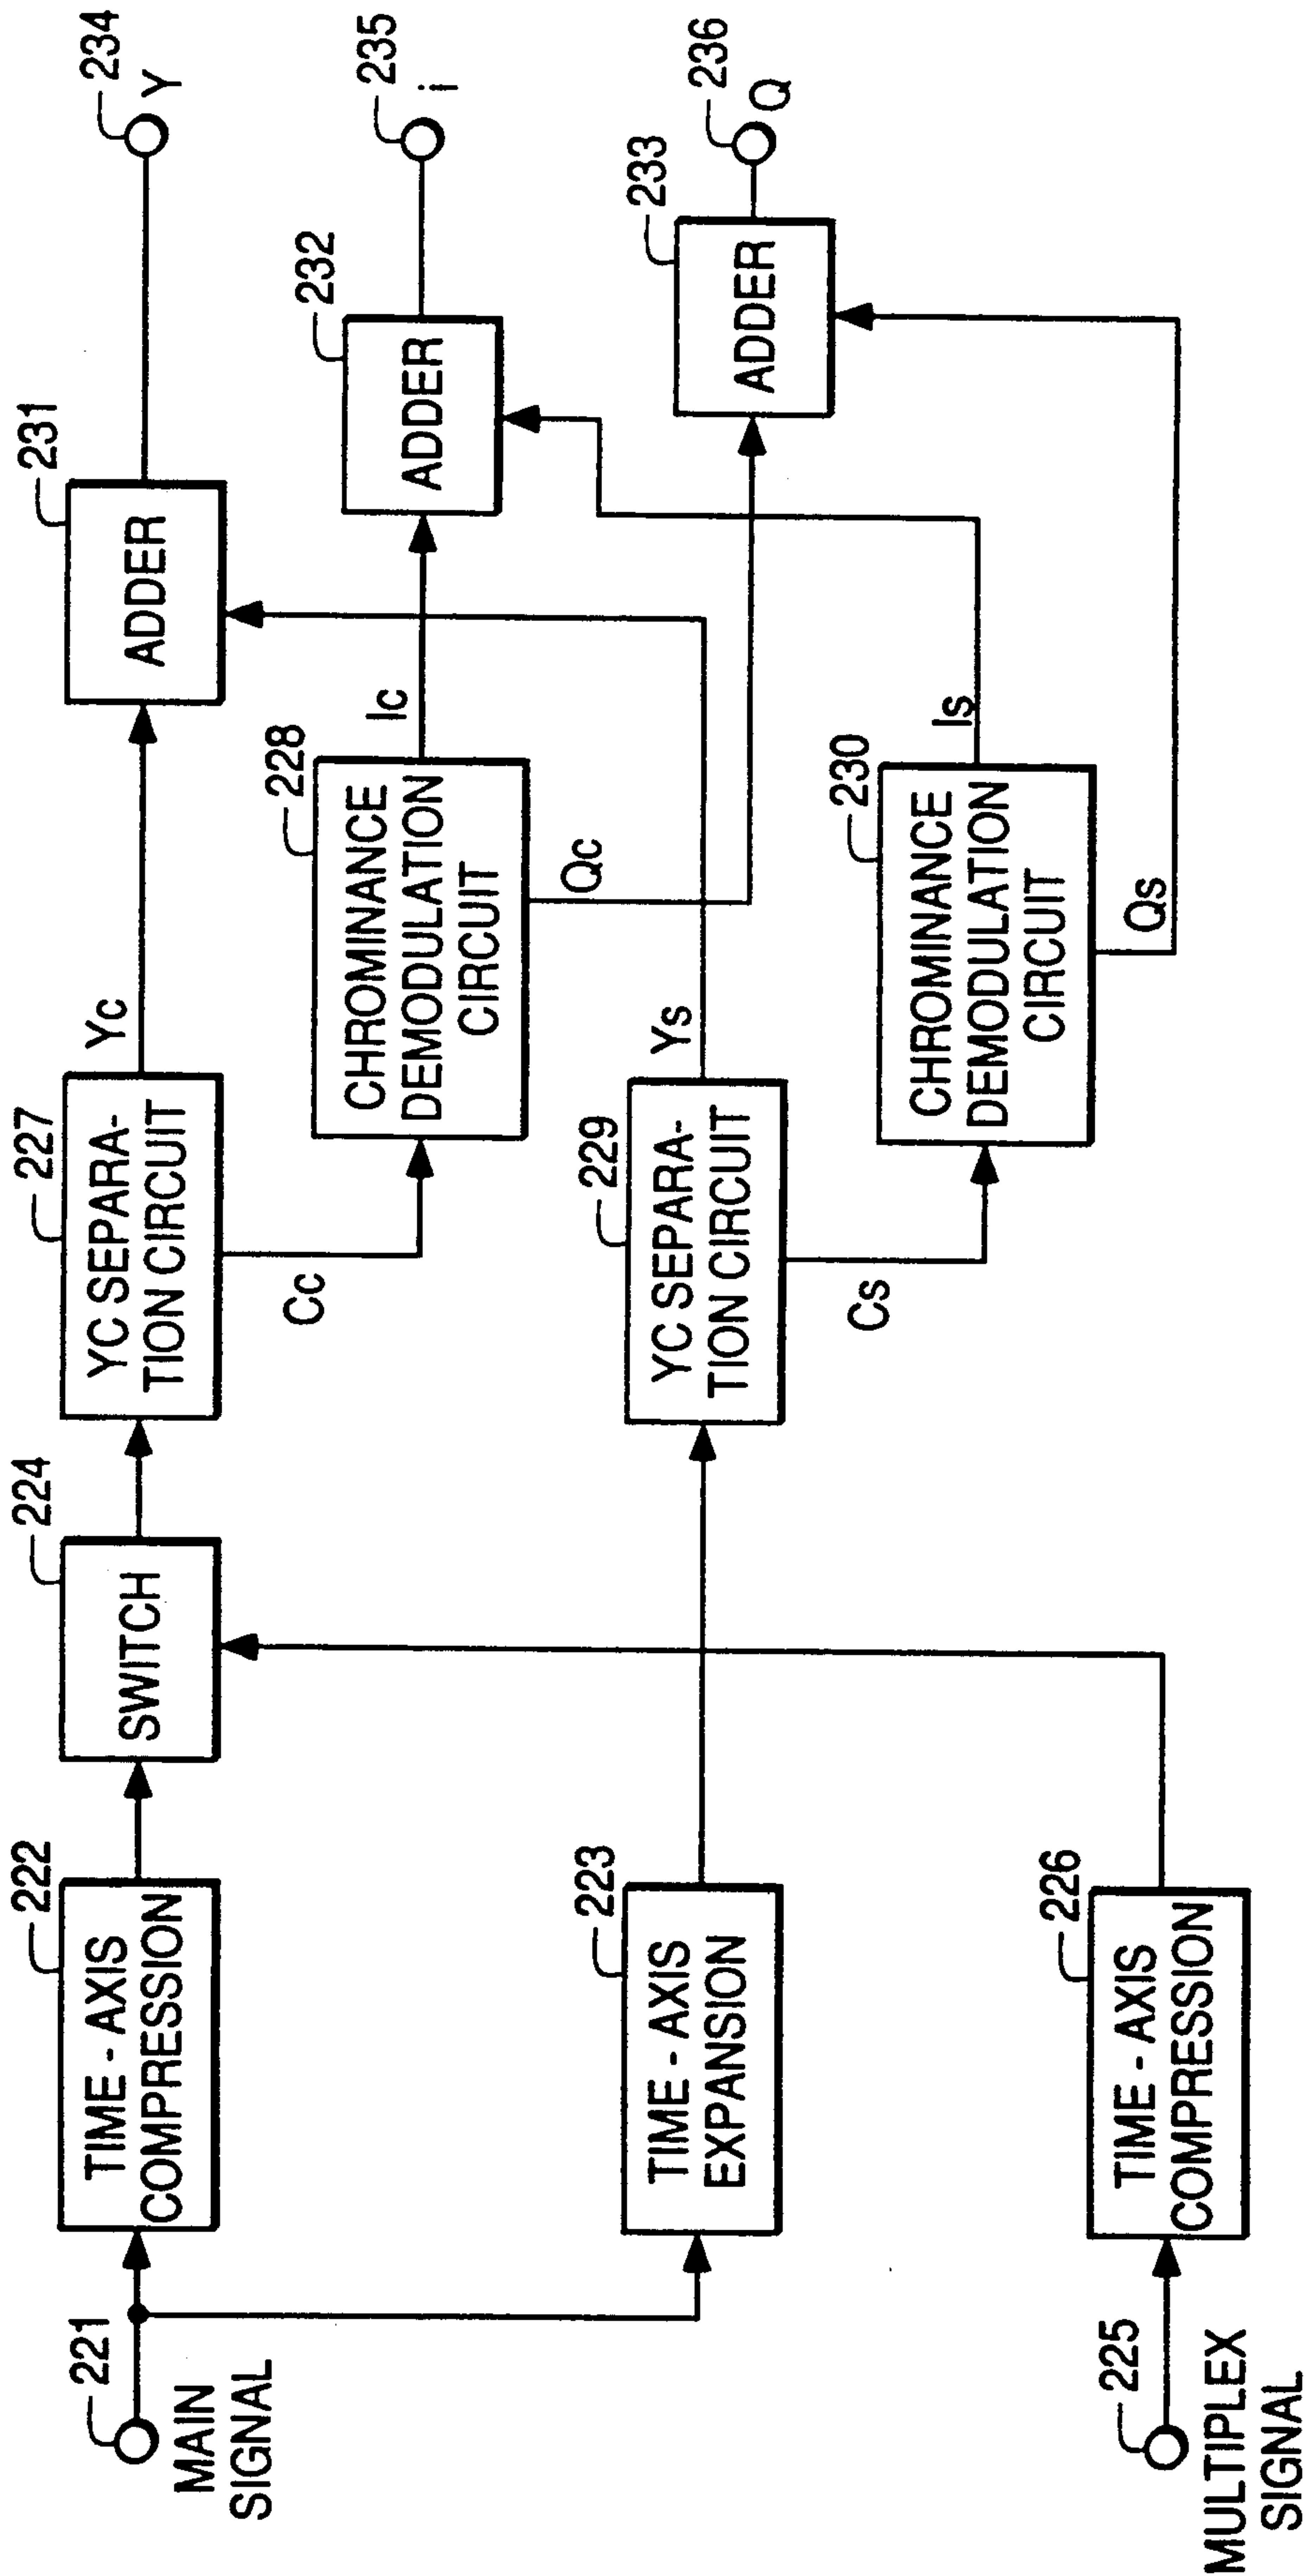 221
MAIN
SIGNAL
222
TIME - AXIS
COMPRESSION
224
SWITCH
227
YC SEPARA-
TION CIRCUIT
Yc
Cc
231
ADDER
234
Y
228
CHROMINANCE
DEMODULATION
CIRCUIT
Ic
Qc
232
ADDER
235
i
223
TIME - AXIS
EXPANSION
229
YC SEPARA-
TION CIRCUIT
Ys
Cs
233
ADDER
236
Q
230
CHROMINANCE
DEMODULATION
CIRCUIT
Is
Qs
225
MULTIPLEX
SIGNAL
226
TIME - AXIS
COMPRESSION